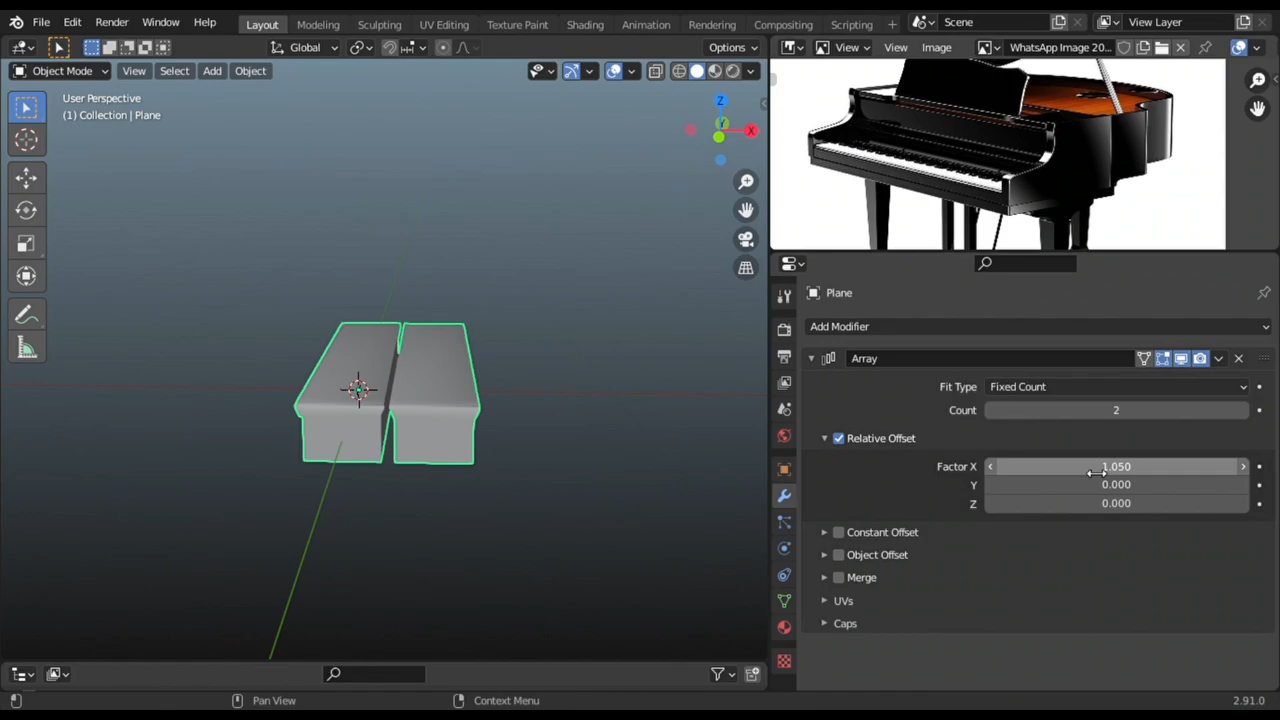 File Edit Render Window Help Layout Modeling Sculpting UV Editing Texture Paint Shading Animation Rendering Compositing Scripting + Scene View Layer
Global Options View View Image WhatsApp Image 20...
Object Mode View Select Add Object
User Perspective
(1) Collection | Plane
Z
Y
X
Plane
Add Modifier
Array
Fit Type Fixed Count
Count 2
Relative Offset
Factor X 1.050
Y 0.000
Z 0.000
Constant Offset
Object Offset
Merge
UVs
Caps
Pan View Context Menu 2.91.0